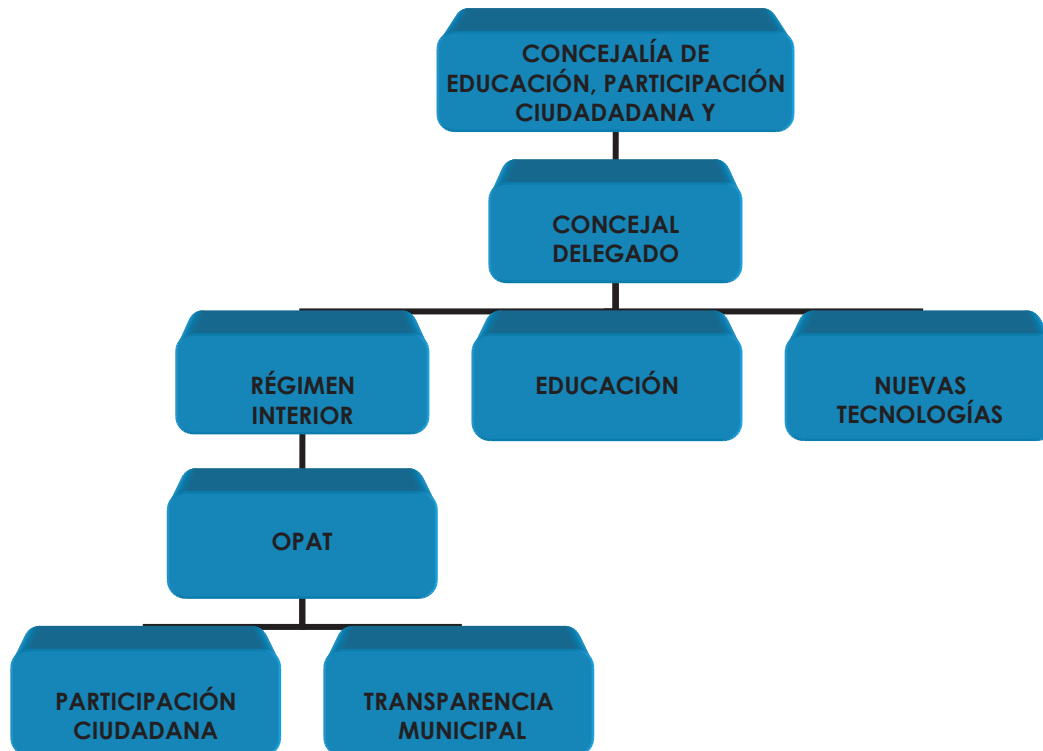 CONCEJALÍA DE
EDUCACIÓN, PARTICIPACIÓN
CIUDADADANA Y
CONCEJAL
DELEGADO
RÉGIMEN
INTERIOR
EDUCACIÓN
NUEVAS
TECNOLOGÍAS
OPAT
PARTICIPACIÓN
CIUDADANA
TRANSPARENCIA
MUNICIPAL